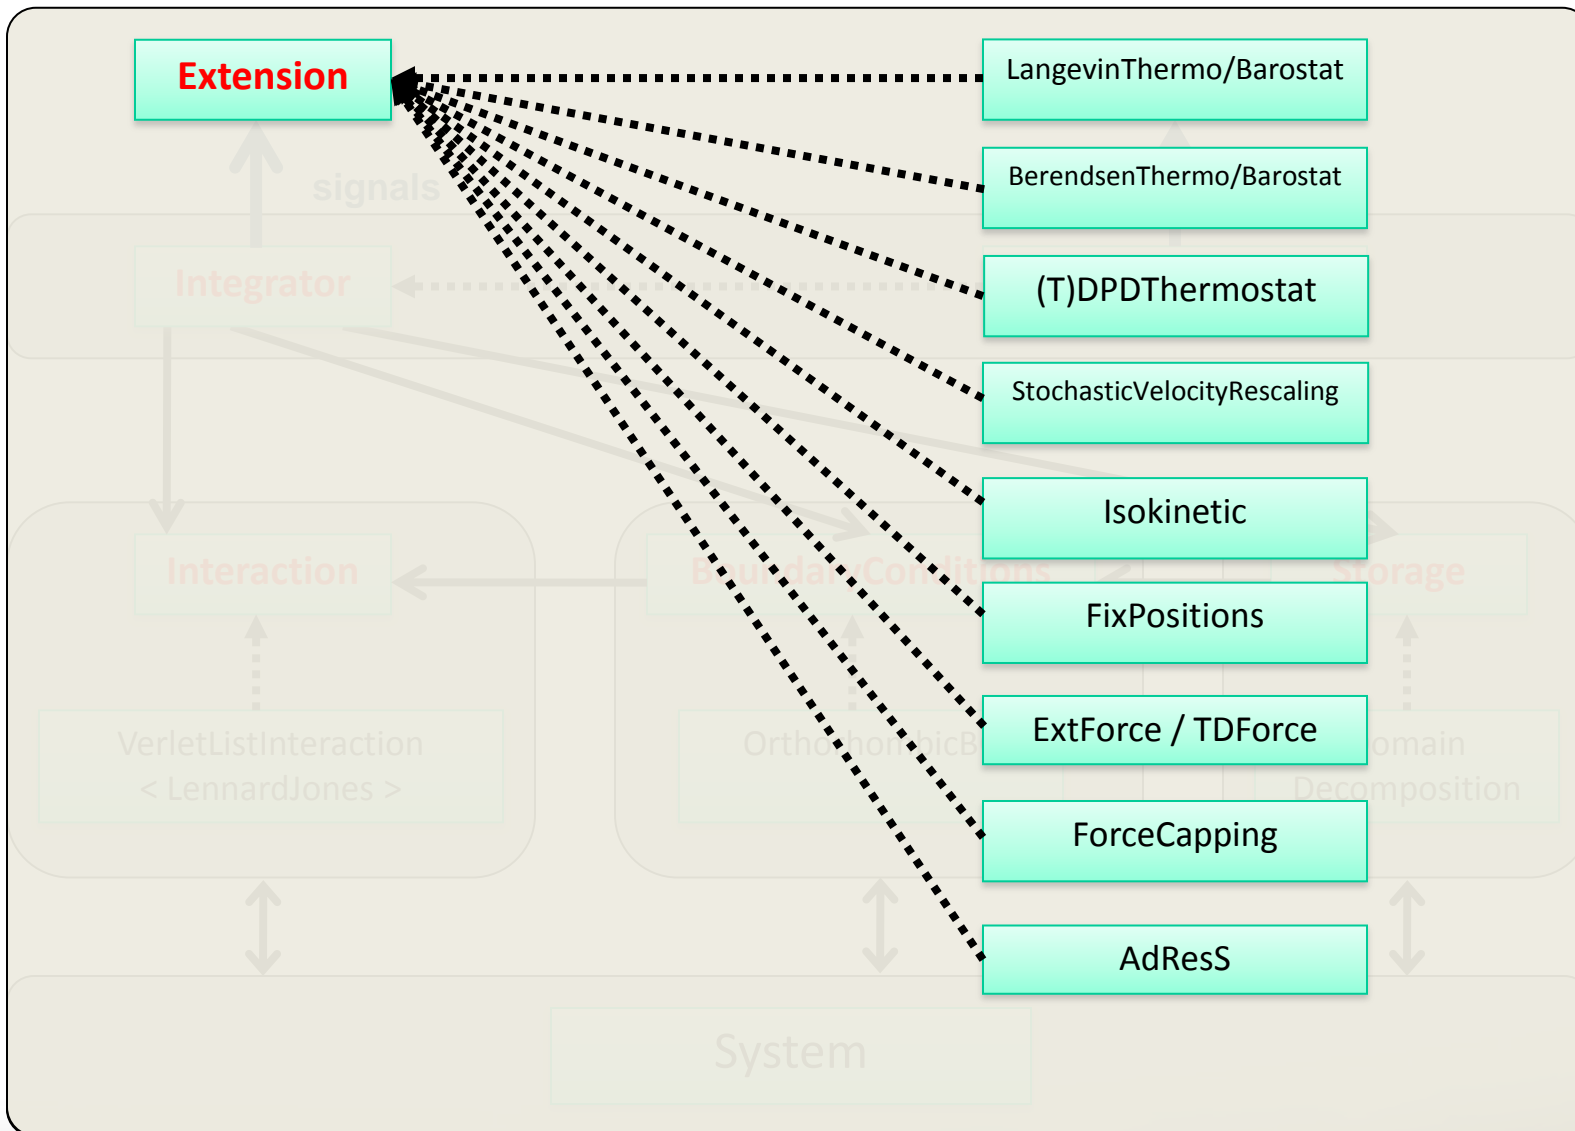 Extension
LangevinThermo/Barostat
signals
BerendsenThermo/Barostat
Integrator
(T)DPDThermostat
StochasticVelocityRescaling
Isokinetic
Interaction
BoundaryConditions
Storage
FixPositions
VerletListInteraction
< LennardJones >
ExtForce / TDForce
Decomposition
ForceCapping
AdResS
System